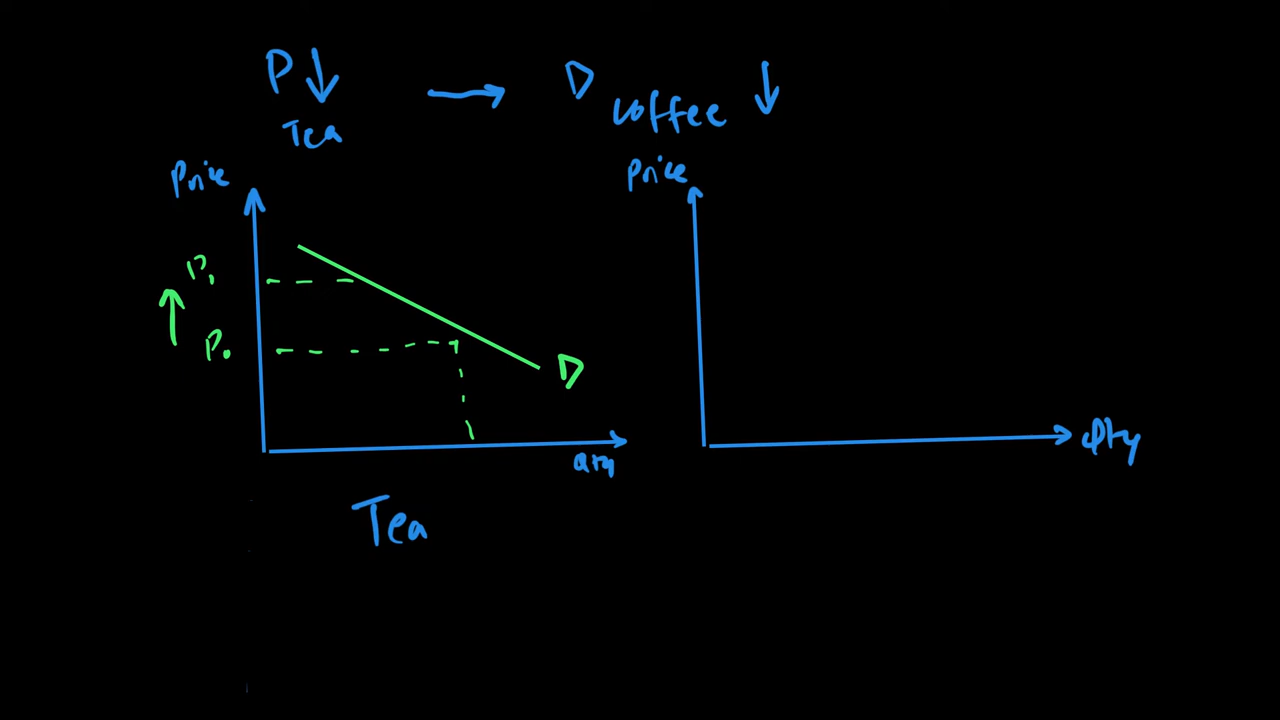 P ↓ → D coffee ↓
Tea
Price
Price
P₁
↑ P₀
D
Qty
Qty
Tea